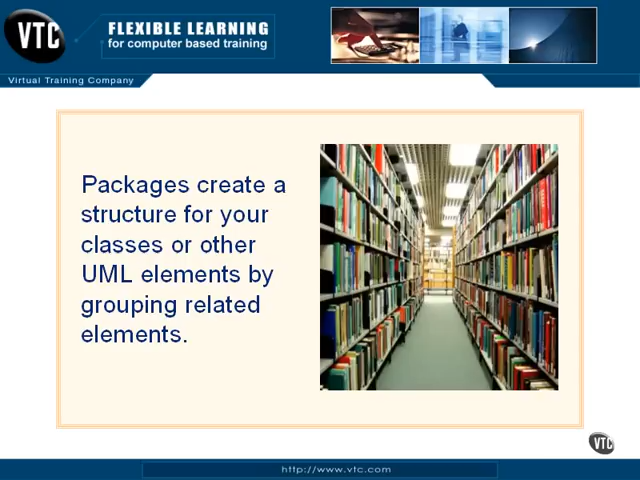 VTC
FLEXIBLE LEARNING
for computer based training
Virtual Training Company
Packages create a
structure for your
classes or other
UML elements by
grouping related
elements.
VTC
http://www.vtc.com